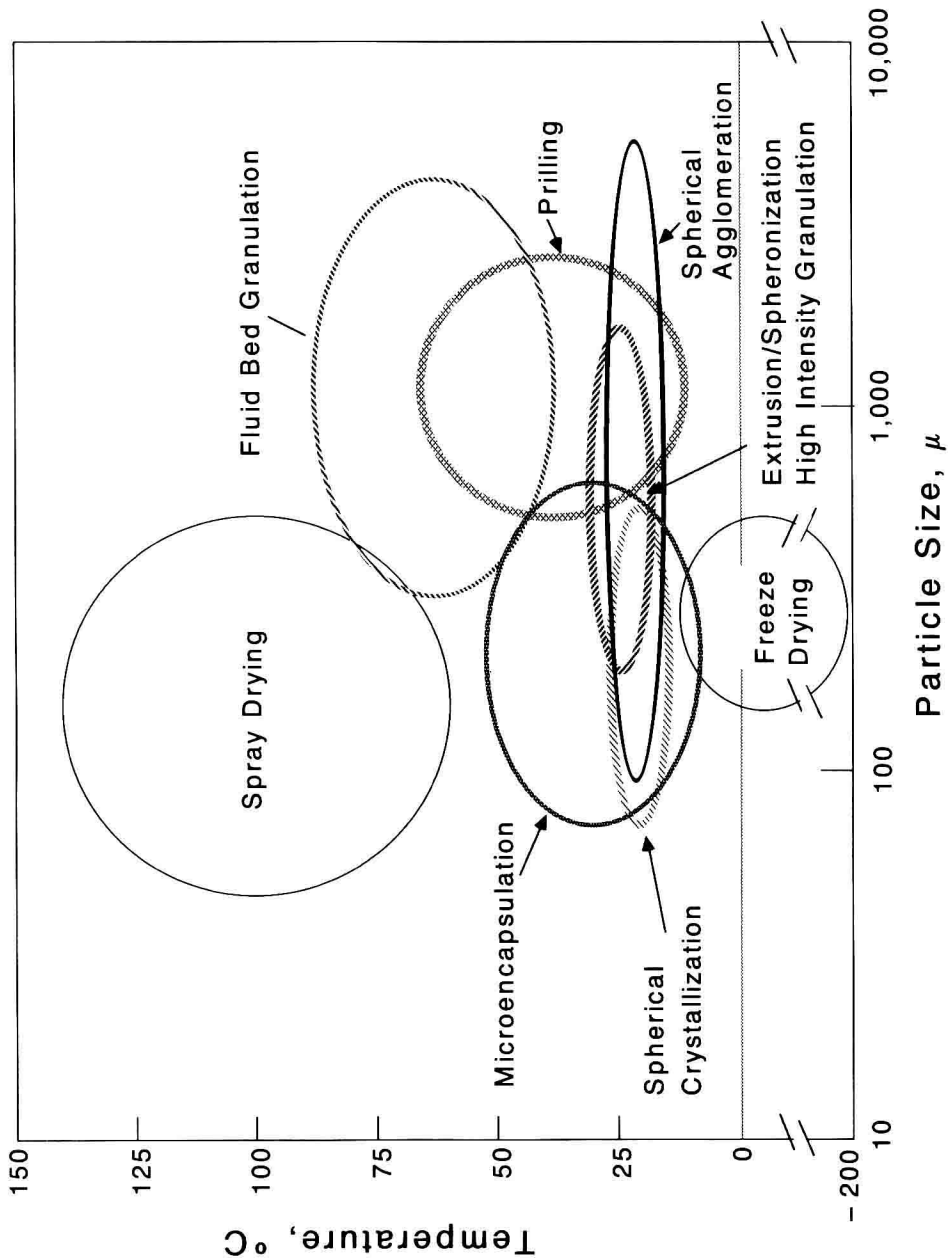 150
125
100
75
50
25
0
- 200
Temperature, °C
Spray Drying
Fluid Bed Granulation
Prilling
Microencapsulation
Spherical
Agglomeration
Spherical
Crystallization
Extrusion/Spheronization
High Intensity Granulation
Freeze
Drying
10
100
1,000
10,000
Particle Size, μ